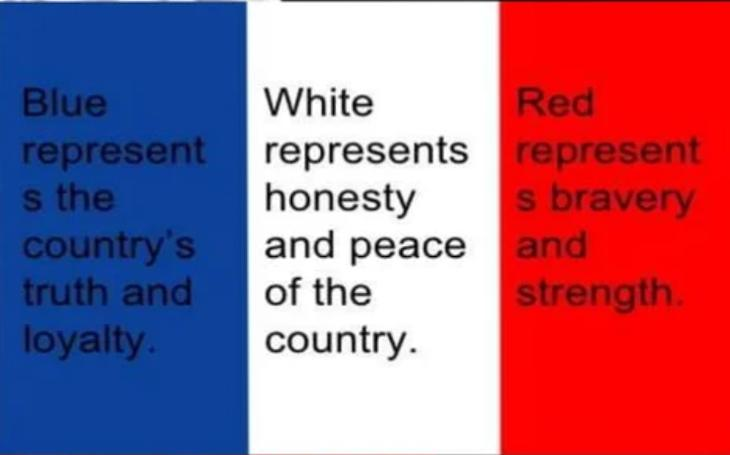 Blue
represent
s the
country's
truth and
loyalty.
White
represents
honesty
and peace
of the
country.
Red
represent
s bravery
and
strength.